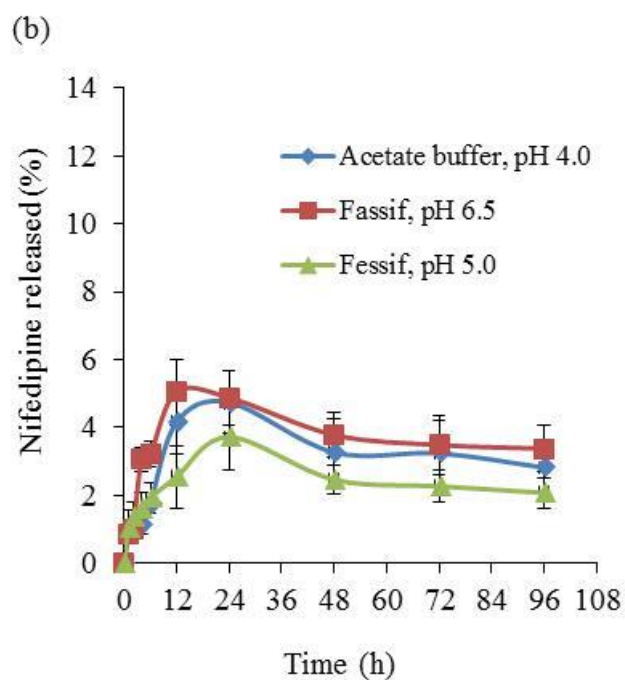 (b)
14
12
10
8
6
4
2
0
Nifedipine released (%)
Acetate buffer, pH 4.0
Fassif, pH 6.5
Fessif, pH 5.0
0 12 24 36 48 60 72 84 96 108
Time (h)